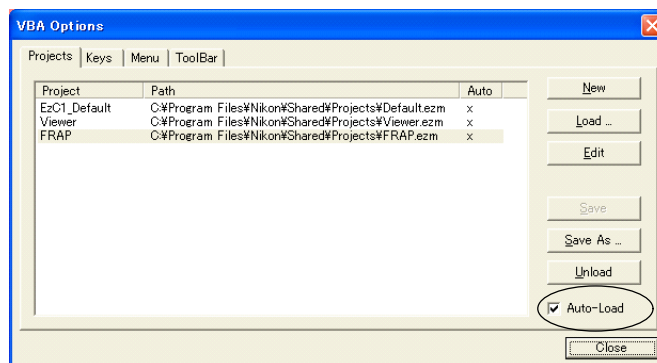 VBA Options
Projects Keys Menu ToolBar
Project Path Auto
EzC1_Default C:¥Program Files¥Nikon¥Shared¥Projects¥Default.ezm x
Viewer C:¥Program Files¥Nikon¥Shared¥Projects¥Viewer.ezm x
FRAP C:¥Program Files¥Nikon¥Shared¥Projects¥FRAP.ezm x
New
Load ...
Edit
Save
Save As ...
Unload
Auto-Load
Close